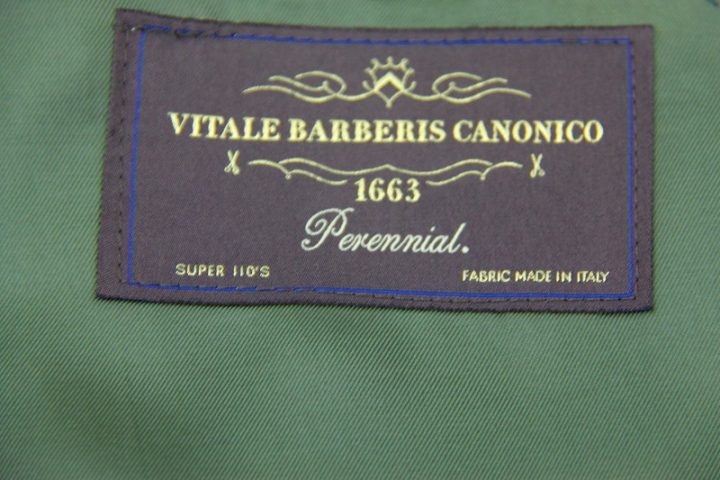 VITALE BARBERIS CANONICO
1663
Perennial.
SUPER 110'S
FABRIC MADE IN ITALY